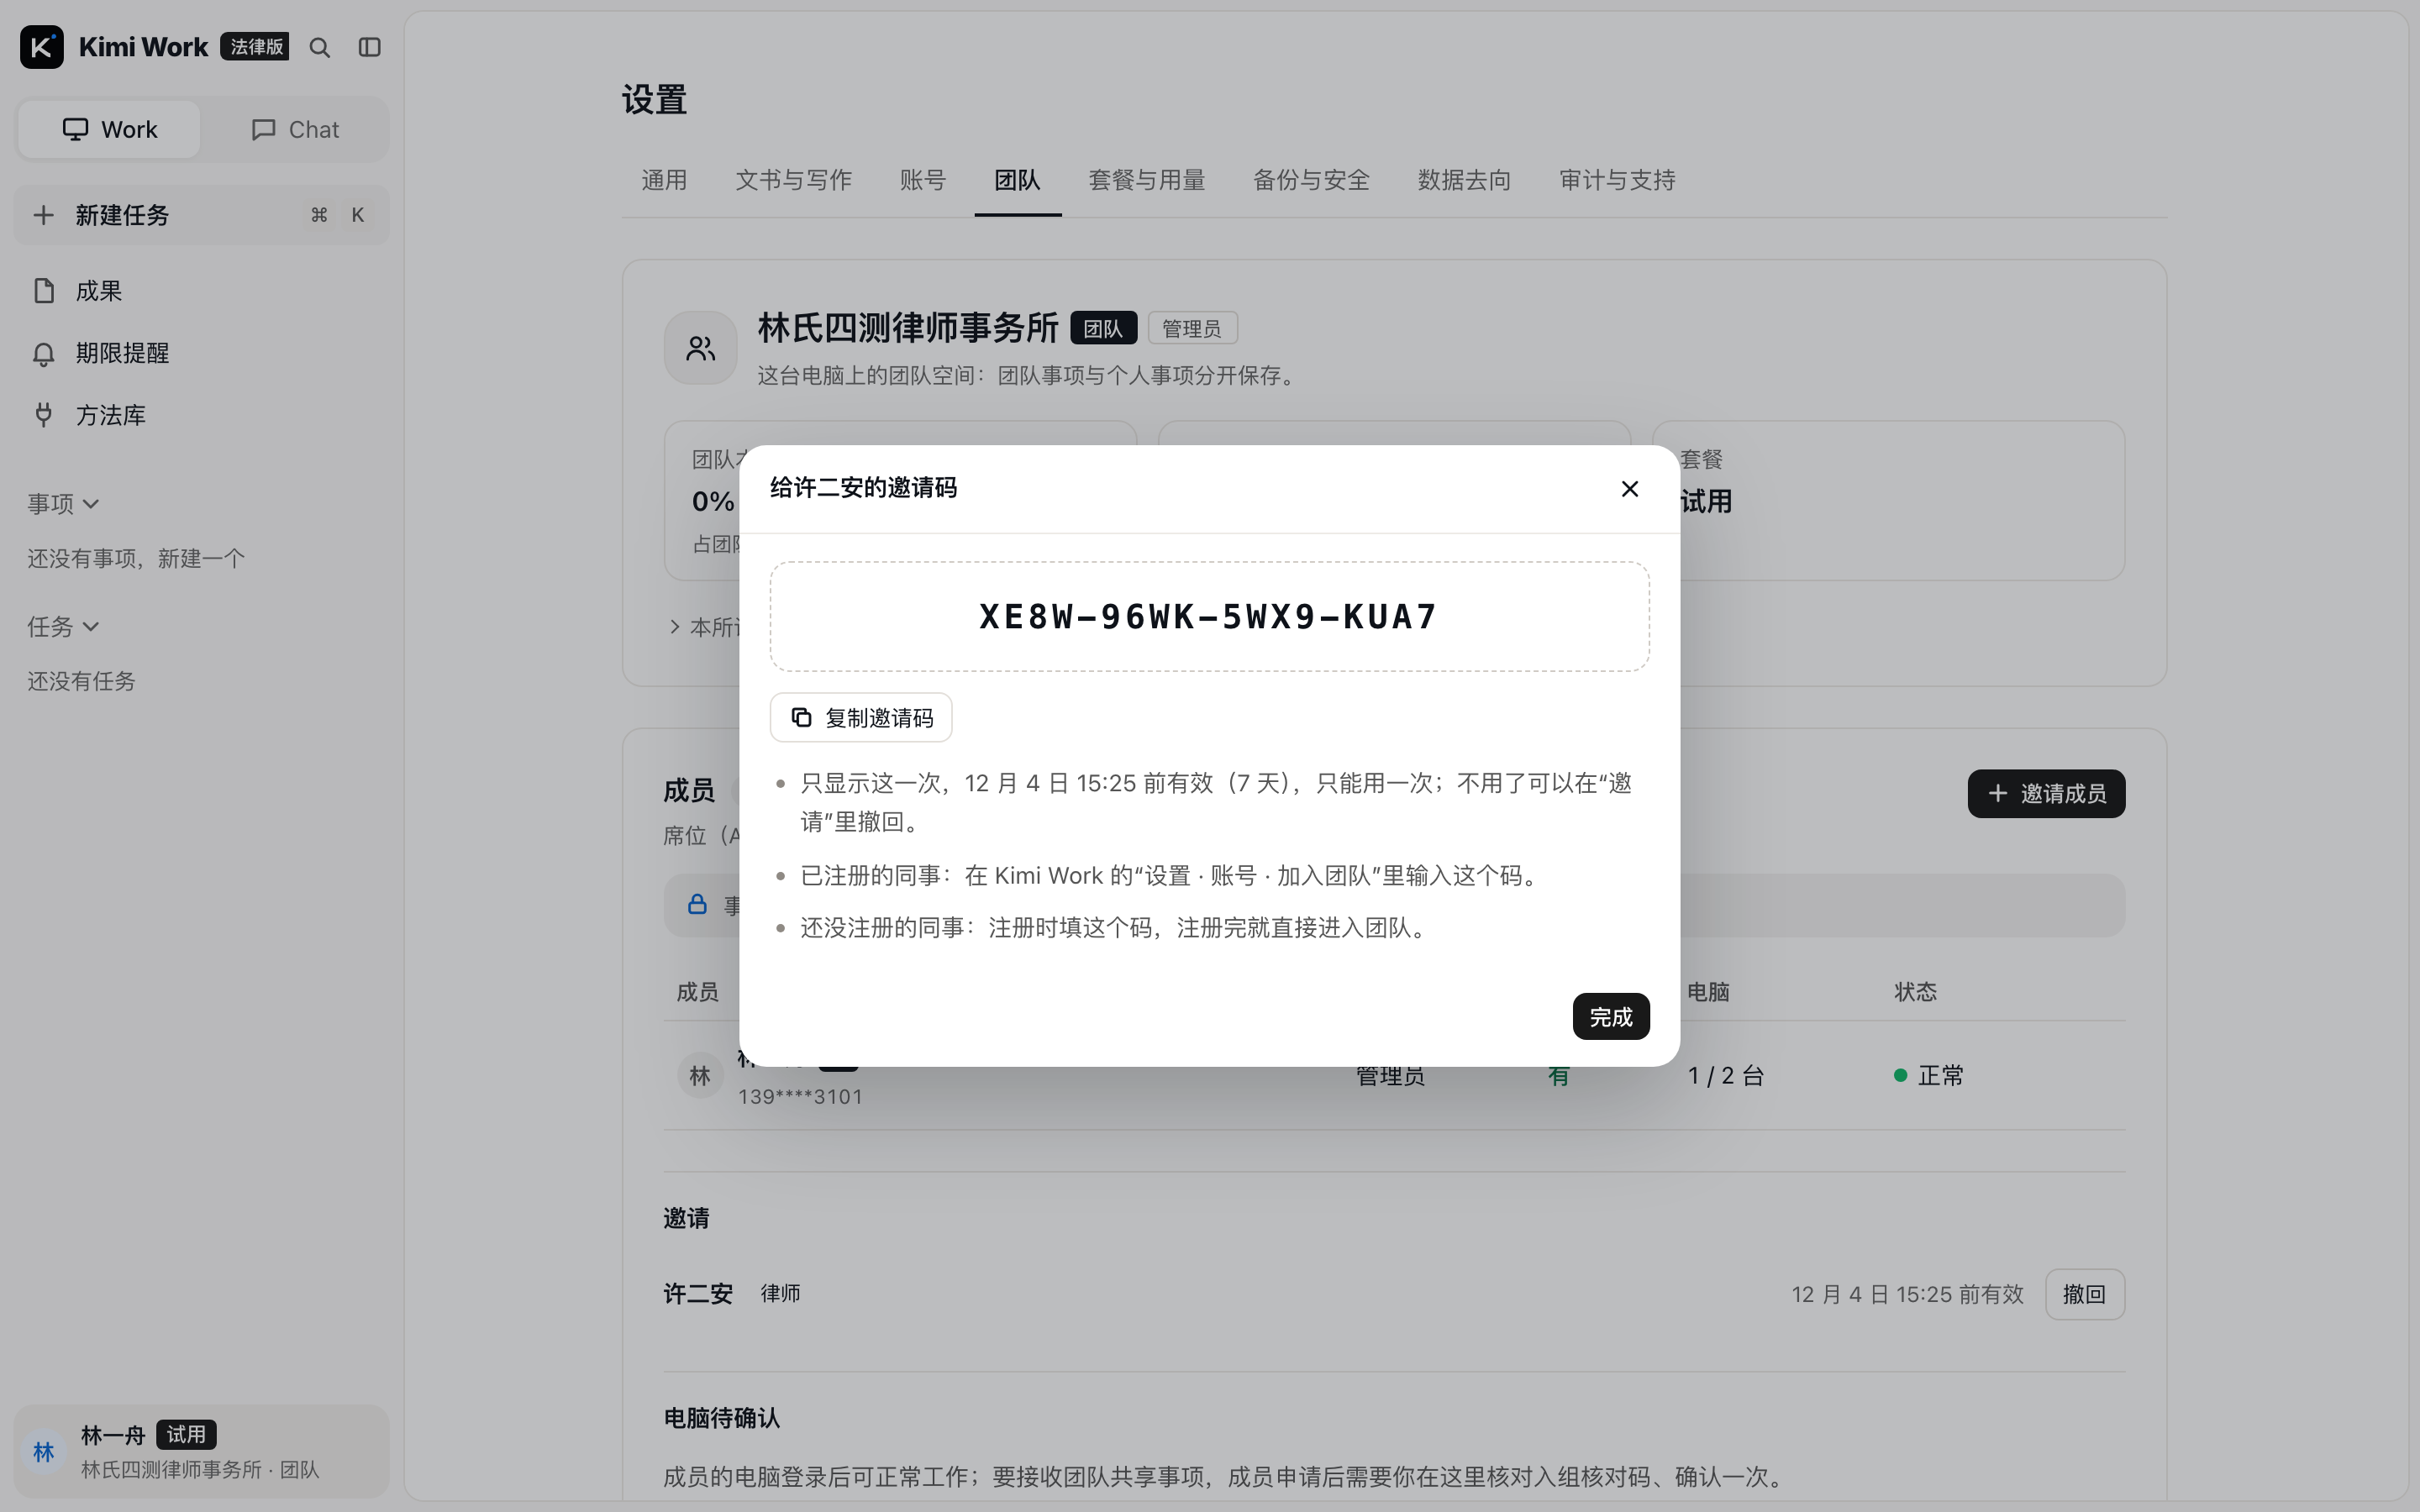 Kimi Work 法律版
Work
Chat
新建任务 ⌘ K
成果
期限提醒
方法库
事项
还没有事项，新建一个
任务
还没有任务
林
林一舟 试用
林氏四测律师事务所 · 团队
设置
通用 文书与写作 账号 团队 套餐与用量 备份与安全 数据去向 审计与支持
林氏四测律师事务所 团队 管理员
这台电脑上的团队空间：团队事项与个人事项分开保存。
团队
0%
占团
套餐
试用
本所
给许二安的邀请码
XE8W-96WK-5WX9-KUA7
复制邀请码
只显示这一次，12 月 4 日 15:25 前有效（7 天），只能用一次；不用了可以在“邀
请”里撤回。
已注册的同事：在 Kimi Work 的“设置 · 账号 · 加入团队”里输入这个码。
还没注册的同事：注册时填这个码，注册完就直接进入团队。
完成
成员
邀请成员
席位（A
成员 电脑 状态
林 管理员 有 1 / 2 台 正常
139****3101
邀请
许二安 律师 12 月 4 日 15:25 前有效 撤回
电脑待确认
成员的电脑登录后可正常工作；要接收团队共享事项，成员申请后需要你在这里核对入组核对码、确认一次。